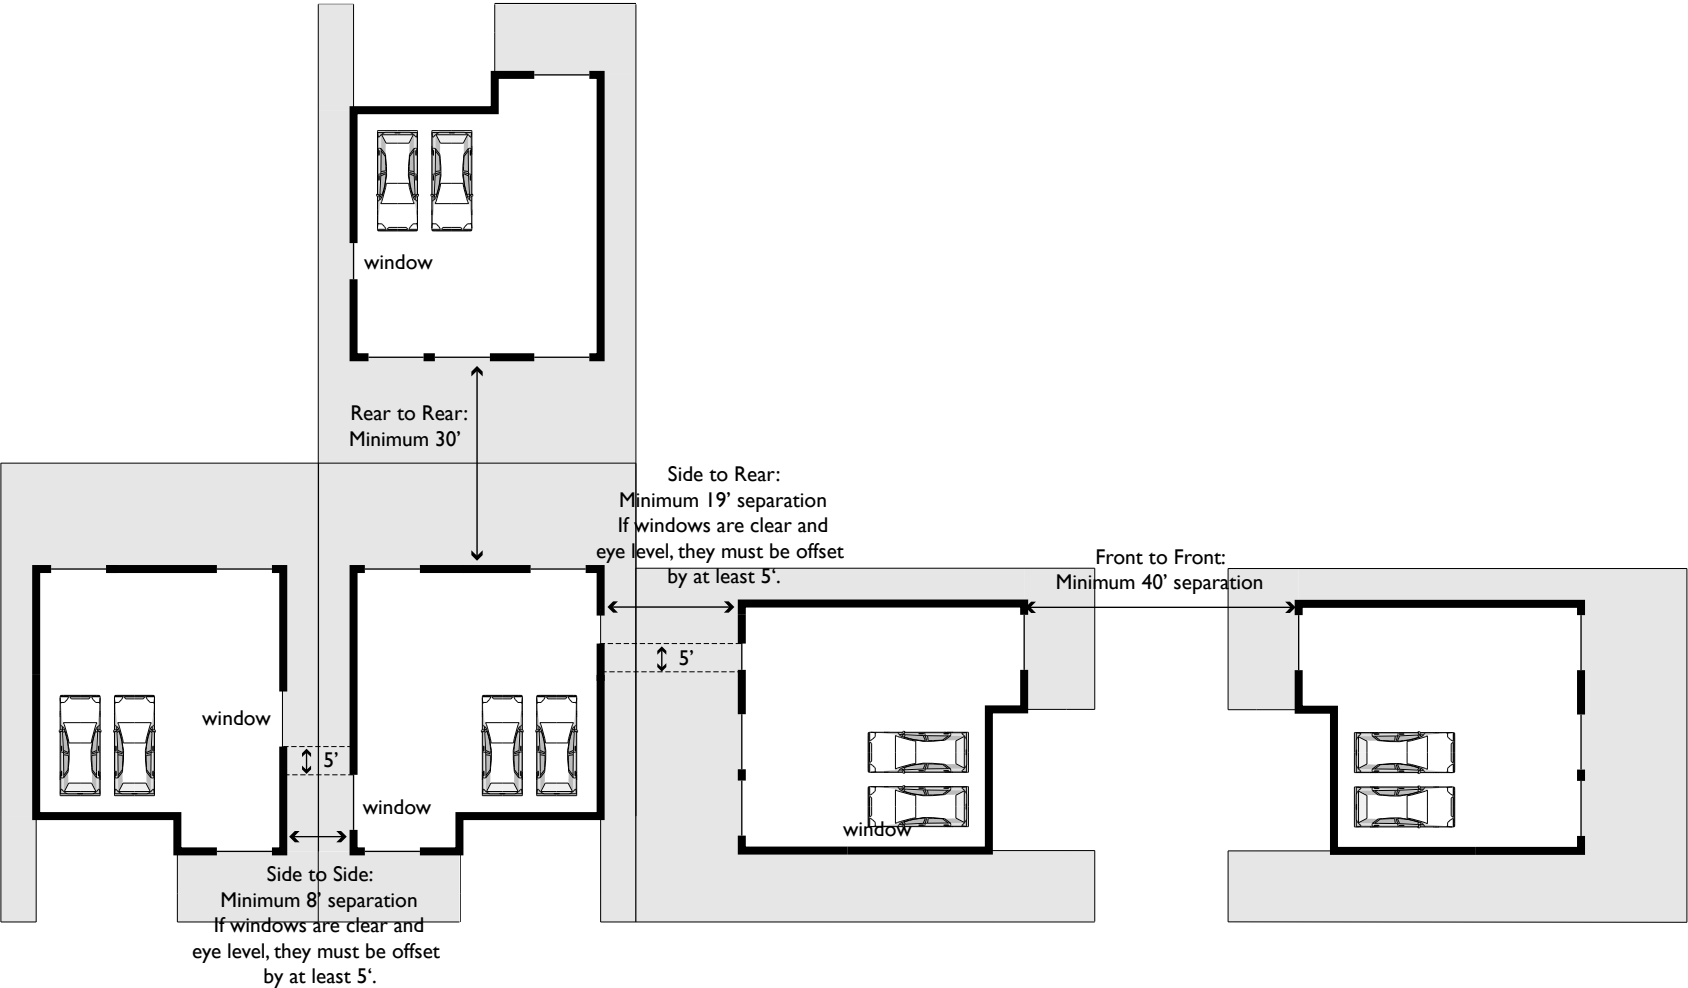 window
Rear to Rear:
Minimum 30’
Side to Rear:
Minimum 19’ separation
If windows are clear and
eye level, they must be offset
by at least 5‘.
Front to Front:
Minimum 40’ separation
5’
window
5’
window
window
Side to Side:
Minimum 8’ separation
If windows are clear and
eye level, they must be offset
by at least 5‘.